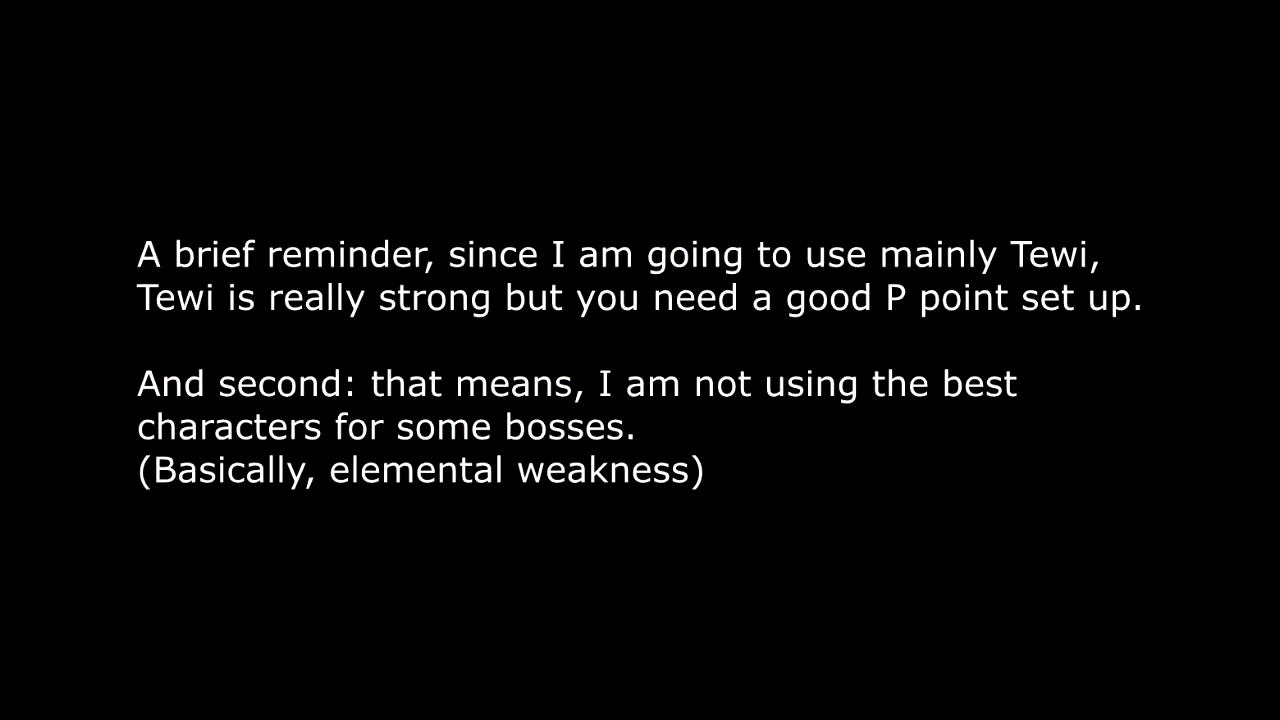 A brief reminder, since I am going to use mainly Tewi,
Tewi is really strong but you need a good P point set up.
And second: that means, I am not using the best
characters for some bosses.
(Basically, elemental weakness)